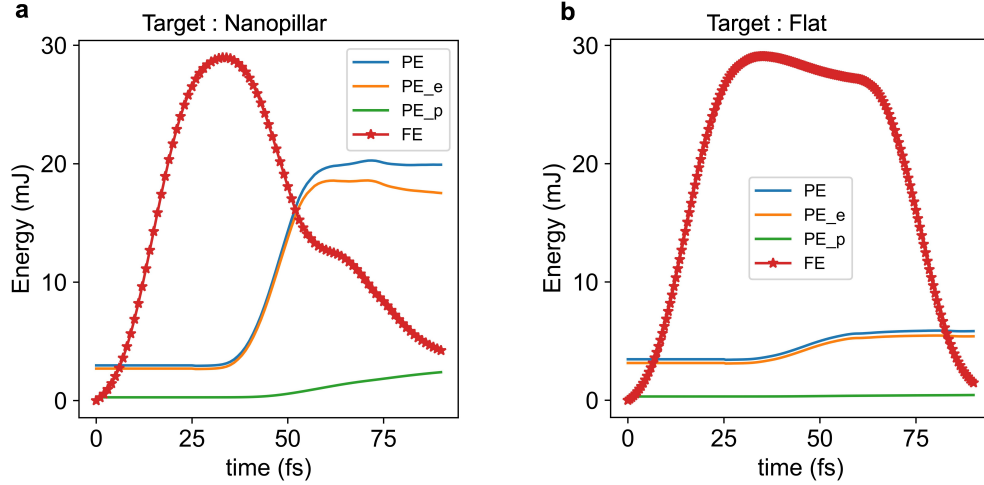 a
Target : Nanopillar
30
20
10
0
Energy (mJ)
PE
PE_e
PE_p
FE
0
25
50
75
time (fs)
b
Target : Flat
30
20
10
0
Energy (mJ)
PE
PE_e
PE_p
FE
0
25
50
75
time (fs)